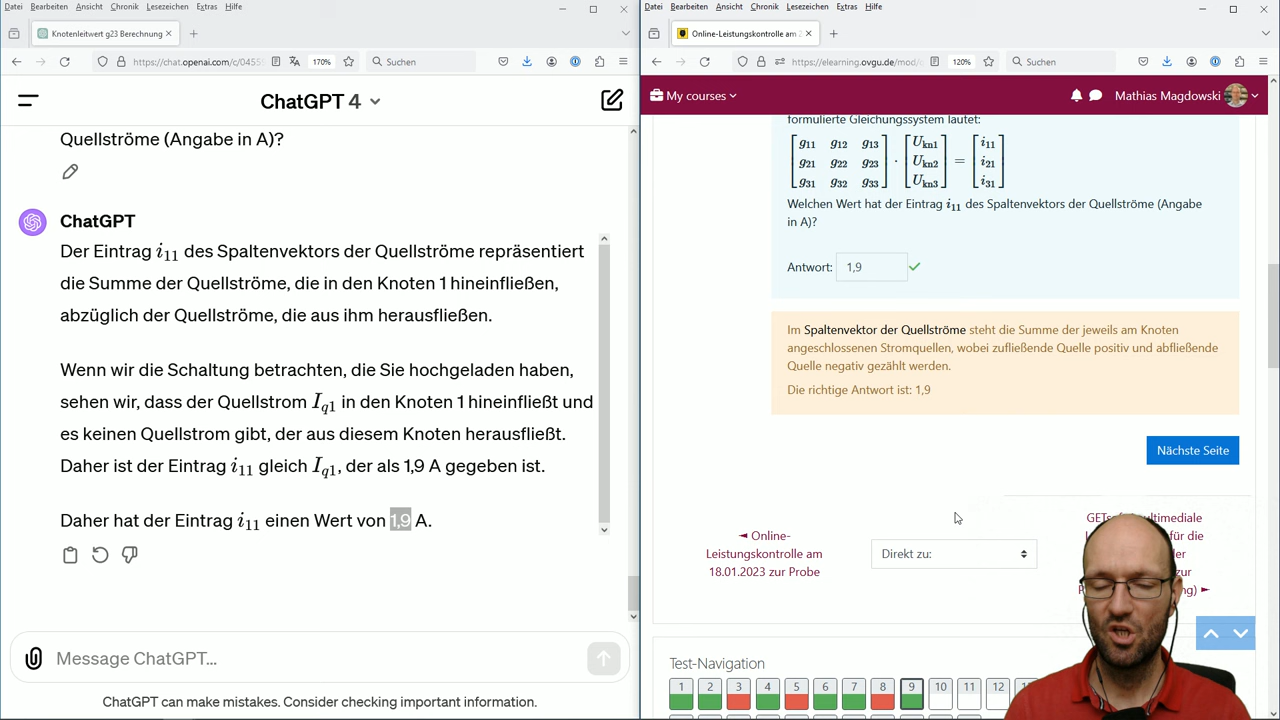 Datei Bearbeiten Ansicht Chronik Lesezeichen Extras Hilfe
Knotenleitwert g23 Berechnung
https://chat.openai.com/c/0455
170%
Suchen
ChatGPT 4
Quellströme (Angabe in A)?
ChatGPT
Der Eintrag i11 des Spaltenvektors der Quellströme repräsentiert
die Summe der Quellströme, die in den Knoten 1 hineinfließen,
abzüglich der Quellströme, die aus ihm herausfließen.
Wenn wir die Schaltung betrachten, die Sie hochgeladen haben,
sehen wir, dass der Quellstrom Iq1 in den Knoten 1 hineinfließt und
es keinen Quellstrom gibt, der aus diesem Knoten herausfließt.
Daher ist der Eintrag i11 gleich Iq1, der als 1,9 A gegeben ist.
Daher hat der Eintrag i11 einen Wert von 1,9 A.
Message ChatGPT...
ChatGPT can make mistakes. Consider checking important information.
Datei Bearbeiten Ansicht Chronik Lesezeichen Extras Hilfe
Online-Leistungskontrolle am
https://elearning.ovgu.de/mod/
120%
Suchen
My courses
Mathias Magdowski
formulierte Gleichungssystem lautet:
g11 g12 g13 Ukn1 i11
g21 g22 g23 · Ukn2 = i21
g31 g32 g33 Ukn3 i31
Welchen Wert hat der Eintrag i11 des Spaltenvektors der Quellströme (Angabe
in A)?
Antwort: 1,9
Im Spaltenvektor der Quellströme steht die Summe der jeweils am Knoten
angeschlossenen Stromquellen, wobei zufließende Quelle positiv und abfließende
Quelle negativ gezählt werden.
Die richtige Antwort ist: 1,9
Nächste Seite
◄ Online-
Leistungskontrolle am
18.01.2023 zur Probe
Direkt zu:
für die
der
zur
►
Test-Navigation
1 2 3 4 5 6 7 8 9 10 11 12